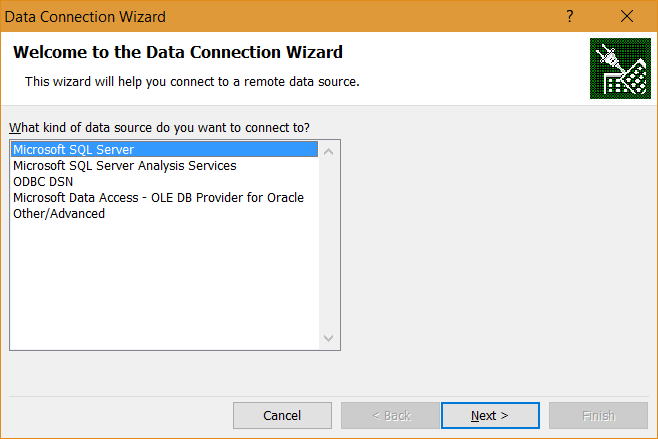 Data Connection Wizard
?
Welcome to the Data Connection Wizard
This wizard will help you connect to a remote data source.
What kind of data source do you want to connect to?
Microsoft SQL Server
Microsoft SQL Server Analysis Services
ODBC DSN
Microsoft Data Access - OLE DB Provider for Oracle
Other/Advanced
Cancel < Back Next > Finish